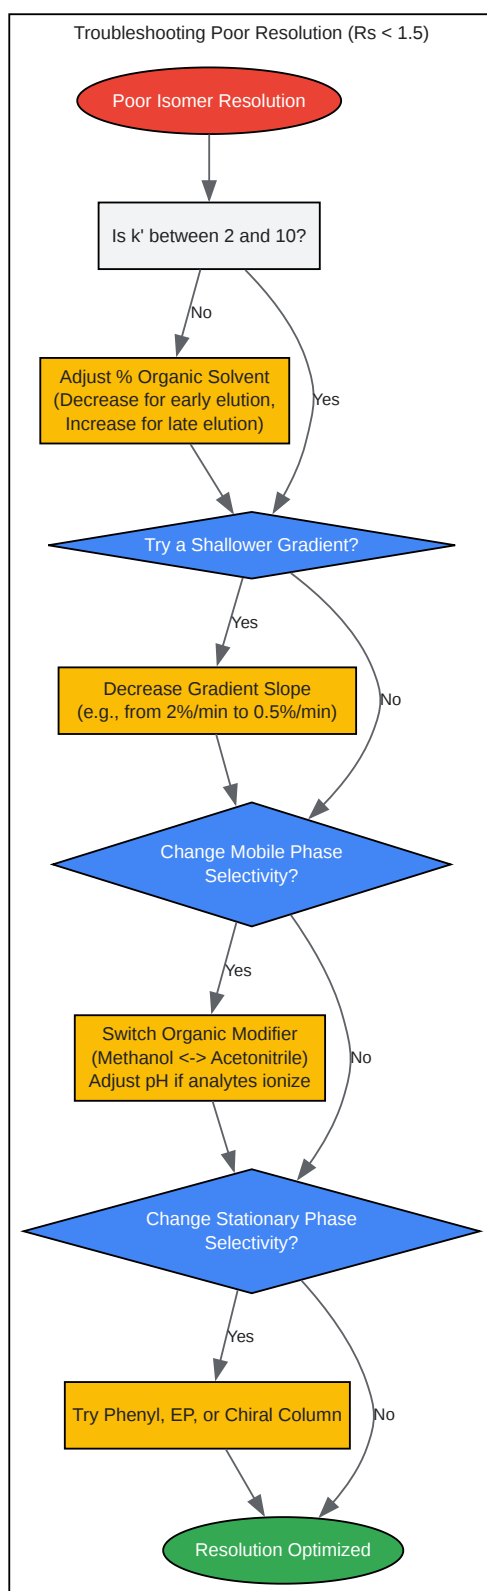 Troubleshooting Poor Resolution (Rs < 1.5)
Poor Isomer Resolution
Is k' between 2 and 10?
No
Adjust % Organic Solvent
(Decrease for early elution,
Increase for late elution)
Yes
Try a Shallower Gradient?
Yes
Decrease Gradient Slope
(e.g., from 2%/min to 0.5%/min)
No
Change Mobile Phase
Selectivity?
Yes
Switch Organic Modifier
(Methanol <-> Acetonitrile)
Adjust pH if analytes ionize
No
Change Stationary Phase
Selectivity?
Yes
Try Phenyl, EP, or Chiral Column
No
Resolution Optimized